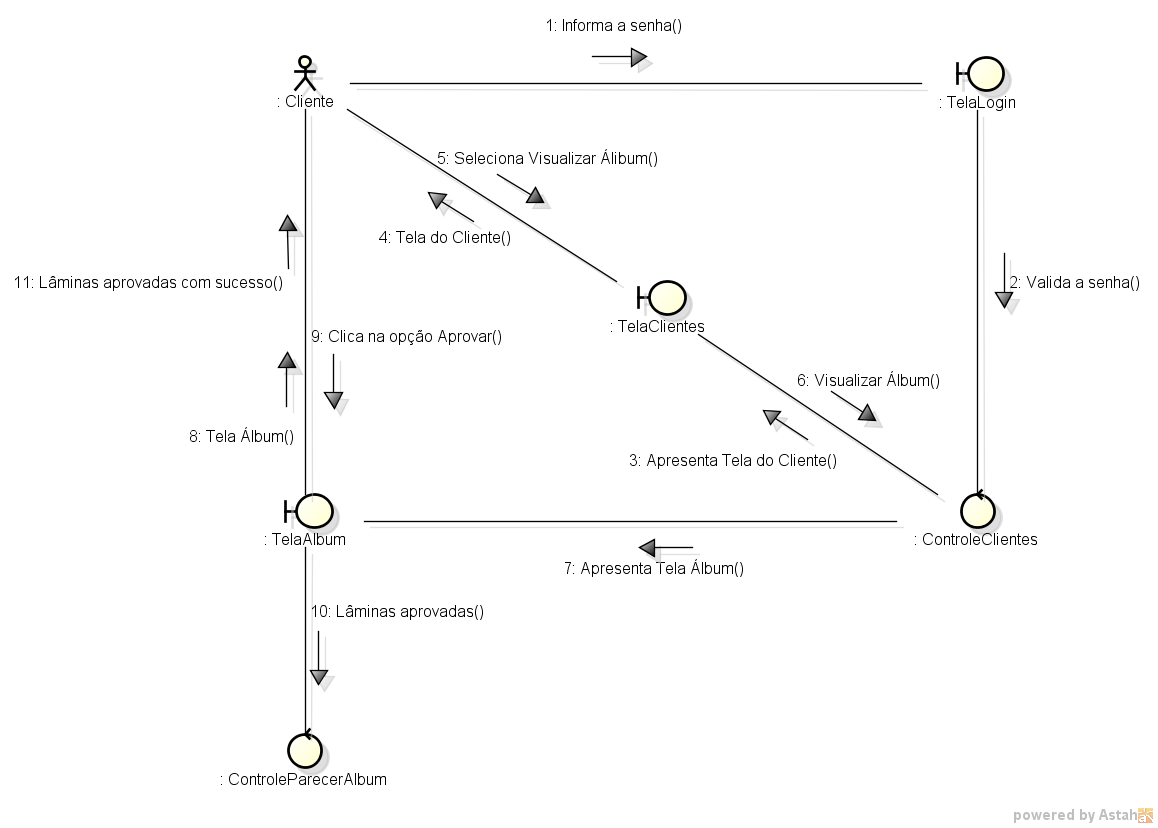 1: Informa a senha()
: Cliente
: TelaLogin
5: Seleciona Visualizar Álibum()
4: Tela do Cliente()
11: Lâminas aprovadas com sucesso()
2: Valida a senha()
: TelaClientes
9: Clica na opção Aprovar()
6: Visualizar Álbum()
8: Tela Álbum()
3: Apresenta Tela do Cliente()
: TelaAlbum
: ControleClientes
7: Apresenta Tela Álbum()
10: Lâminas aprovadas()
: ControleParecerAlbum
powered by Astah